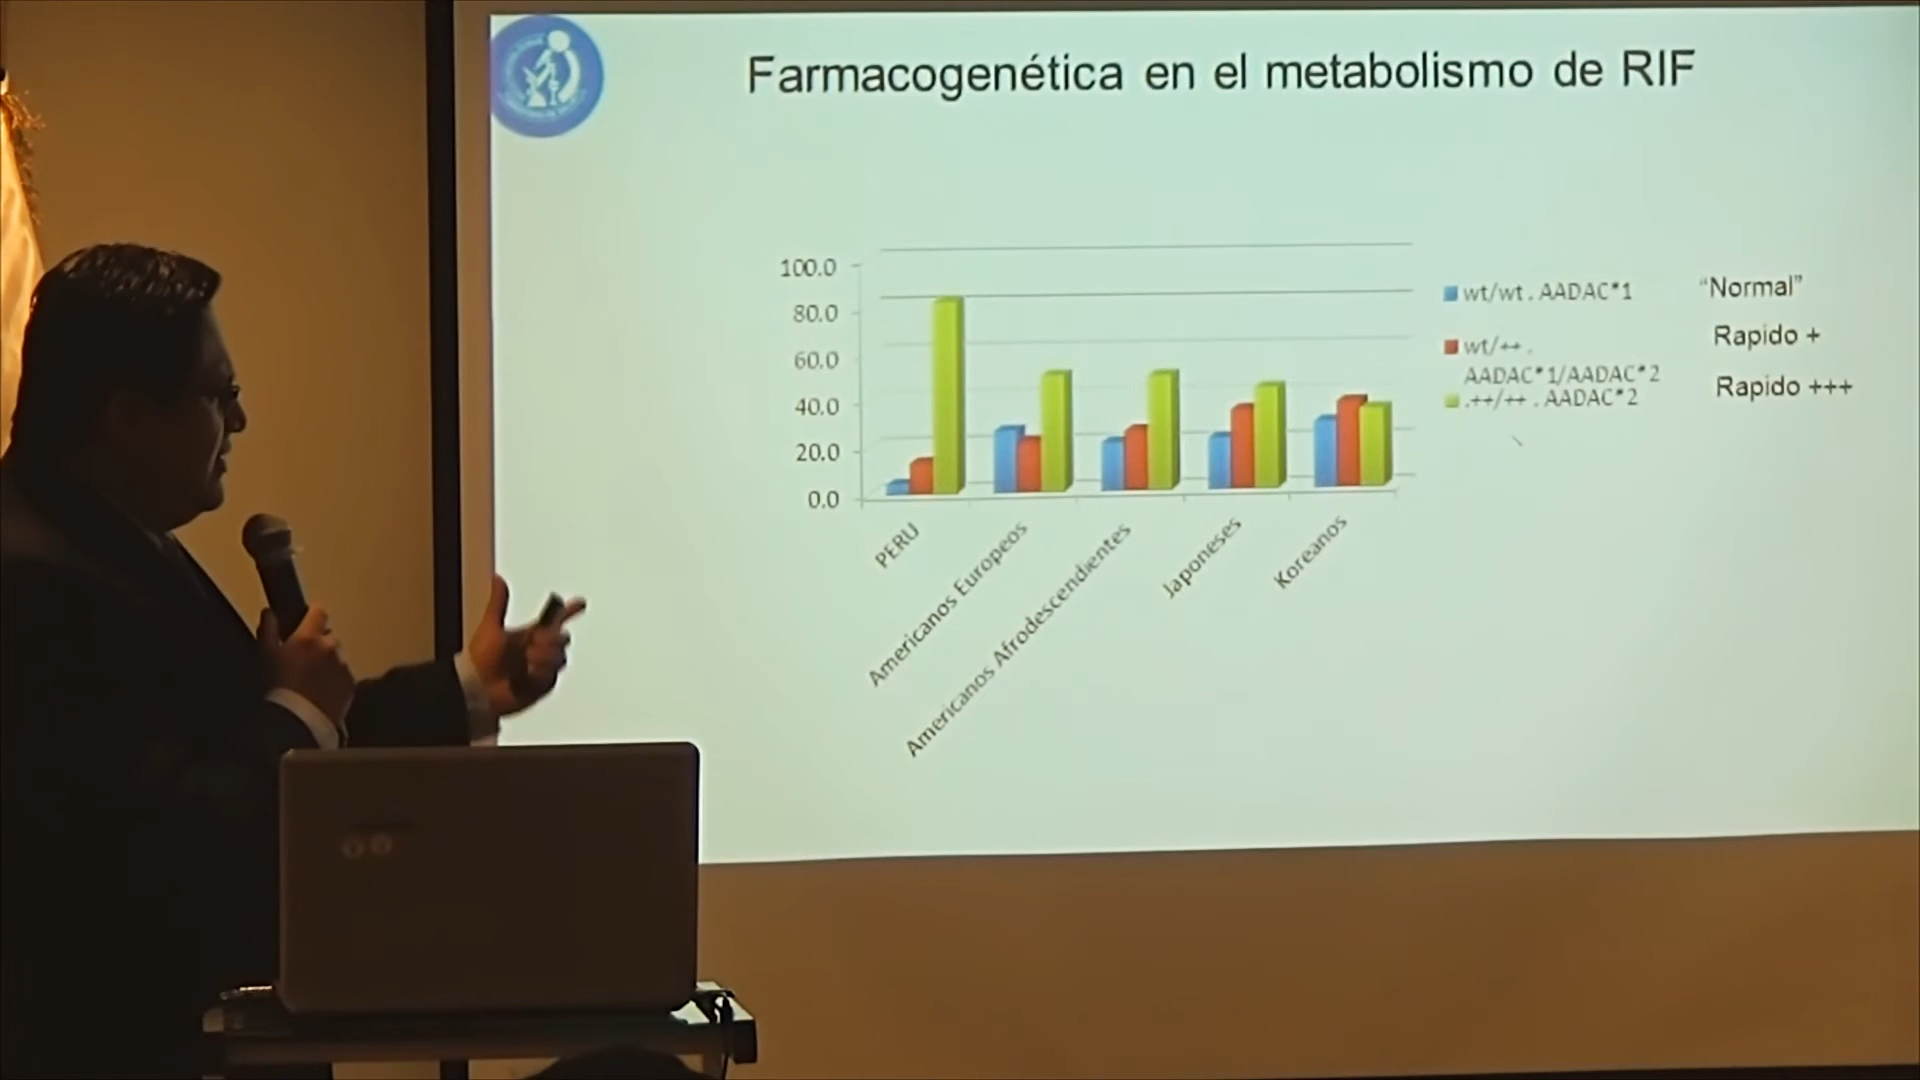 Farmacogenética en el metabolismo de RIF
100.0
80.0
60.0
40.0
20.0
0.0
PERU
Americanos Europeos
Americanos Afrodescendientes
Japoneses
Koreanos
wt/wt . AADAC*1
"Normal"
wt/++ .
AADAC*1/AADAC*2
Rapido +
.++/++ . AADAC*2
Rapido +++